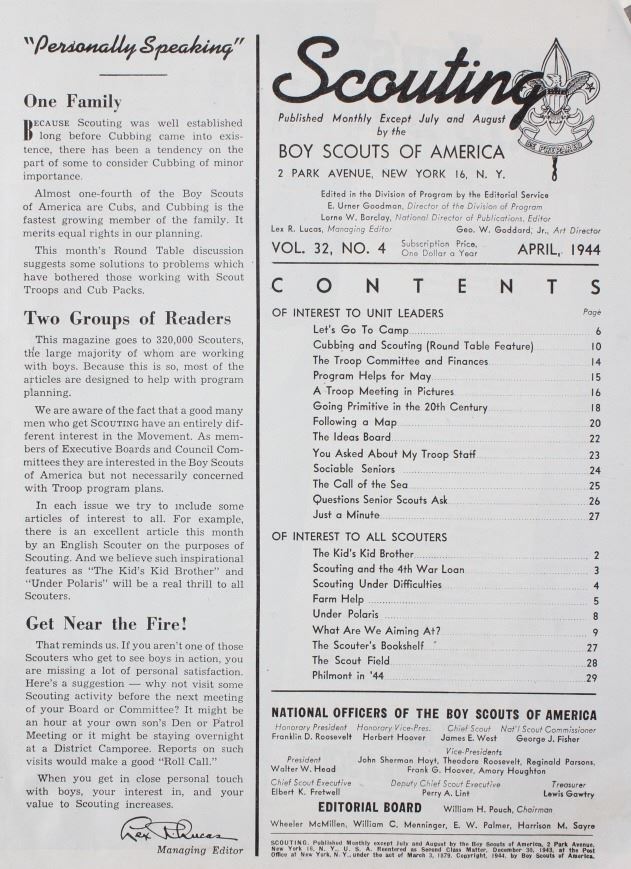 "Personally Speaking"
One Family
BECAUSE Scouting was well established
long before Cubbing came into exis-
tence, there has been a tendency on the
part of some to consider Cubbing of minor
importance.
Almost one-fourth of the Boy Scouts
of America are Cubs, and Cubbing is the
fastest growing member of the family. It
merits equal rights in our planning.
This month's Round Table discussion
suggests some solutions to problems which
have bothered those working with Scout
Troops and Cub Packs.
Two Groups of Readers
This magazine goes to 320,000 Scouters,
the large majority of whom are working
with boys. Because this is so, most of the
articles are designed to help with program
planning.
We are aware of the fact that a good many
men who get SCOUTING have an entirely dif-
ferent interest in the Movement. As mem-
bers of Executive Boards and Council Com-
mittees they are interested in the Boy Scouts
of America but not necessarily concerned
with Troop program plans.
In each issue we try to include some
articles of interest to all. For example,
there is an excellent article this month
by an English Scouter on the purposes of
Scouting. And we believe such inspirational
features as "The Kid's Kid Brother" and
"Under Polaris" will be a real thrill to all
Scouters.
Get Near the Fire!
That reminds us. If you aren't one of those
Scouters who get to see boys in action, you
are missing a lot of personal satisfaction.
Here's a suggestion — why not visit some
Scouting activity before the next meeting
of your Board or Committee? It might be
an hour at your own son's Den or Patrol
Meeting or it might be staying overnight
at a District Camporee. Reports on such
visits would make a good "Roll Call."
When you get in close personal touch
with boys, your interest in, and your
value to Scouting increases.
Rex R Lucas
Managing Editor
Scouting
BE PREPARED
Published Monthly Except July and August
by the
BOY SCOUTS OF AMERICA
2 PARK AVENUE, NEW YORK 16, N. Y.
Edited in the Division of Program by the Editorial Service
E. Urner Goodman, Director of the Division of Program
Lorne W. Barclay, National Director of Publications, Editor
Lex R. Lucas, Managing Editor Geo. W. Goddard, Jr., Art Director
VOL. 32, NO. 4 Subscription Price, One Dollar a Year APRIL, 1944
CONTENTS
OF INTEREST TO UNIT LEADERS Page
Let's Go To Camp 6
Cubbing and Scouting (Round Table Feature) 10
The Troop Committee and Finances 14
Program Helps for May 15
A Troop Meeting in Pictures 16
Going Primitive in the 20th Century 18
Following a Map 20
The Ideas Board 22
You Asked About My Troop Staff 23
Sociable Seniors 24
The Call of the Sea 25
Questions Senior Scouts Ask 26
Just a Minute 27
OF INTEREST TO ALL SCOUTERS
The Kid's Kid Brother 2
Scouting and the 4th War Loan 3
Scouting Under Difficulties 4
Farm Help 5
Under Polaris 8
What Are We Aiming At? 9
The Scouter's Bookshelf 27
The Scout Field 28
Philmont in '44 29
NATIONAL OFFICERS OF THE BOY SCOUTS OF AMERICA
Honorary President Honorary Vice-Pres. Chief Scout Nat'l Scout Commissioner
Franklin D. Roosevelt Herbert Hoover James E. West George J. Fisher
Vice-Presidents
President John Sherman Hoyt, Theodore Roosevelt, Reginald Parsons,
Walter W. Head Frank G. Hoover, Amory Houghton
Chief Scout Executive Deputy Chief Scout Executive Treasurer
Elbert K. Fretwell Perry A. Lint Lewis Gawtry
EDITORIAL BOARD William H. Pouch, Chairman
Wheeler McMillen, William C. Menninger, E. W. Palmer, Harrison M. Sayre
SCOUTING. Published Monthly except July and August by the Boy Scouts of America, 2 Park Avenue,
New York 16, N. Y., U. S. A. Reentered as Second Class Matter, December 30, 1943, at the Post
Office at New York, N. Y., under the act of March 3, 1879. Copyright, 1944, by Boy Scouts of America.